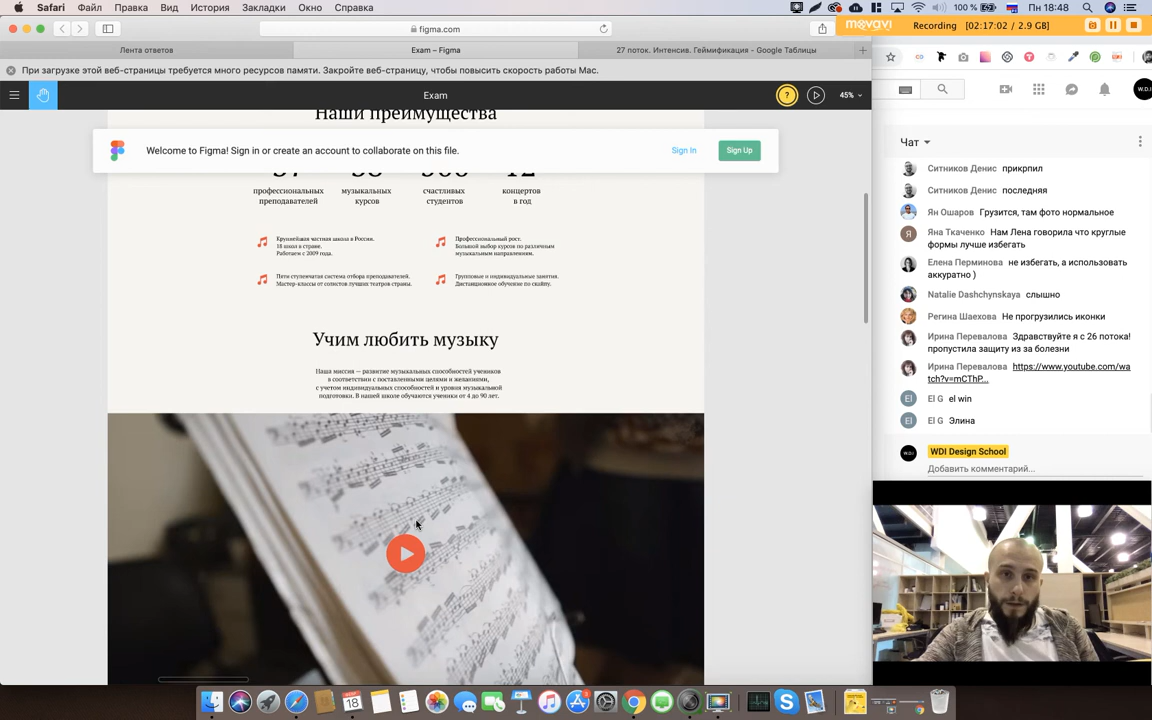 Safari Файл Правка Вид История Закладки Окно Справка
100 %
Пн 18:48
figma.com
movavi
Recording [02:17:02 / 2.9 GB]
Лента ответов
Exam – Figma
27 поток. Интенсив. Геймификация - Google Таблицы
При загрузке этой веб-страницы требуется много ресурсов памяти. Закройте веб-страницу, чтобы повысить скорость работы Mac.
Exam
?
45%
Наши преимущества
Welcome to Figma! Sign in or create an account to collaborate on this file.
Sign In
Sign Up
профессиональных
преподавателей
музыкальных
курсов
счастливых
студентов
концертов
в год
Крупнейшая частная школа в России.
18 школ в стране.
Работаем с 2009 года.
Профессиональный рост.
Большой выбор курсов по различным
музыкальным направлениям.
Пяти ступенчатая система отбора преподавателей.
Мастер-классы от солистов лучших театров страны.
Групповые и индивидуальные занятия.
Дистанционное обучение по скайпу.
Учим любить музыку
Наша миссия — развитие музыкальных способностей учеников
в соответствии с поставленными целями и желаниями,
с учетом индивидуальных способностей и уровня музыкальной
подготовки. В нашей школе обучаются ученики от 4 до 90 лет.
Чат
Ситников Денис прикрпил
Ситников Денис последняя
Ян Ошаров Грузится, там фото нормальное
Яна Ткаченко Нам Лена говорила что круглые
формы лучше избегать
Елена Перминова не избегать, а использовать
аккуратно )
Natalie Dashchynskaya слышно
Регина Шаехова Не прогрузились иконки
Ирина Перевалова Здравствуйте я с 26 потока!
пропустила защиту из за болезни
Ирина Перевалова https://www.youtube.com/wa
tch?v=mCThP...
El G el win
El G Элина
WDI Design School
Добавить комментарий...